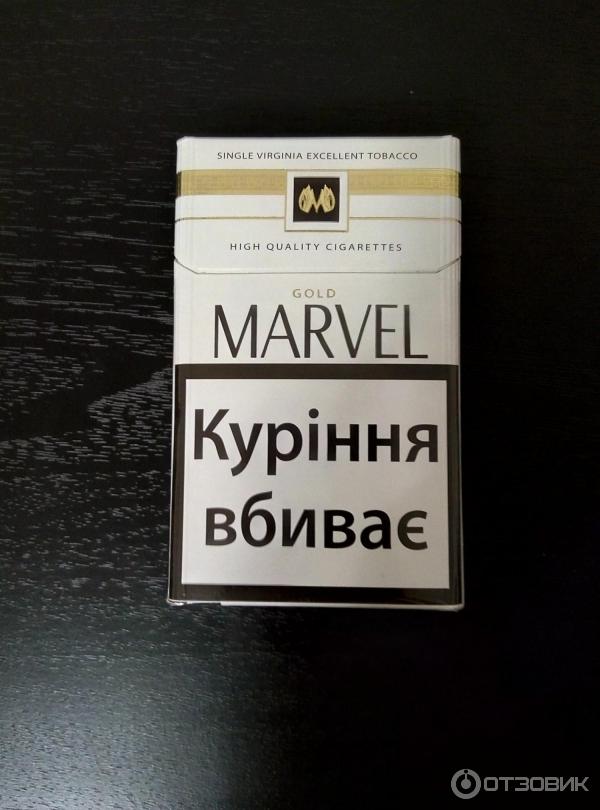 SINGLE VIRGINIA EXCELLENT TOBACCO
M
HIGH QUALITY CIGARETTES
GOLD
MARVEL
Куріння
вбиває
ОТЗОВИК